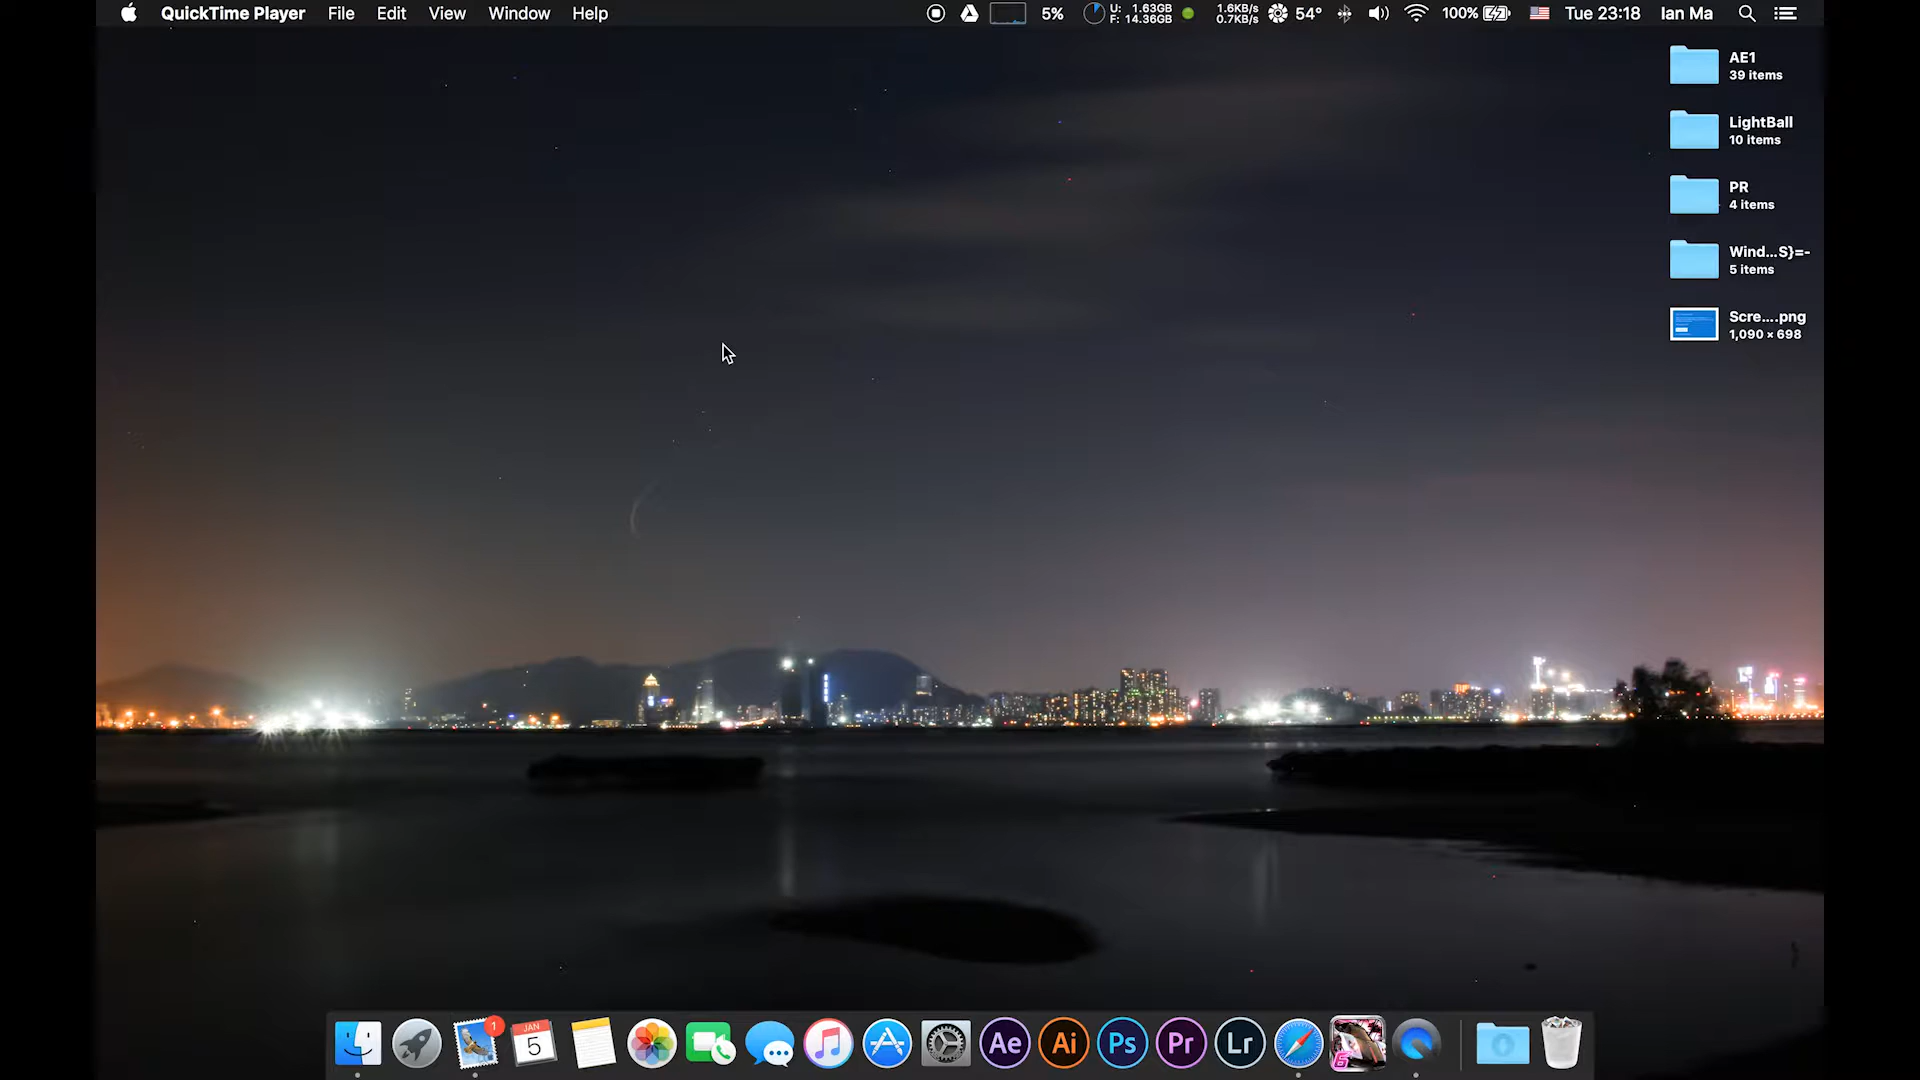 QuickTime Player File Edit View Window Help
5%
U: 1.63GB
F: 14.36GB
1.6KB/s
0.7KB/s
54° 100% Tue 23:18 Ian Ma
AE1
39 items
LightBall
10 items
PR
4 items
Wind...S}=-
5 items
Scre....png
1,090 × 698
1
JAN
5
Ae Ai Ps Pr Lr
6